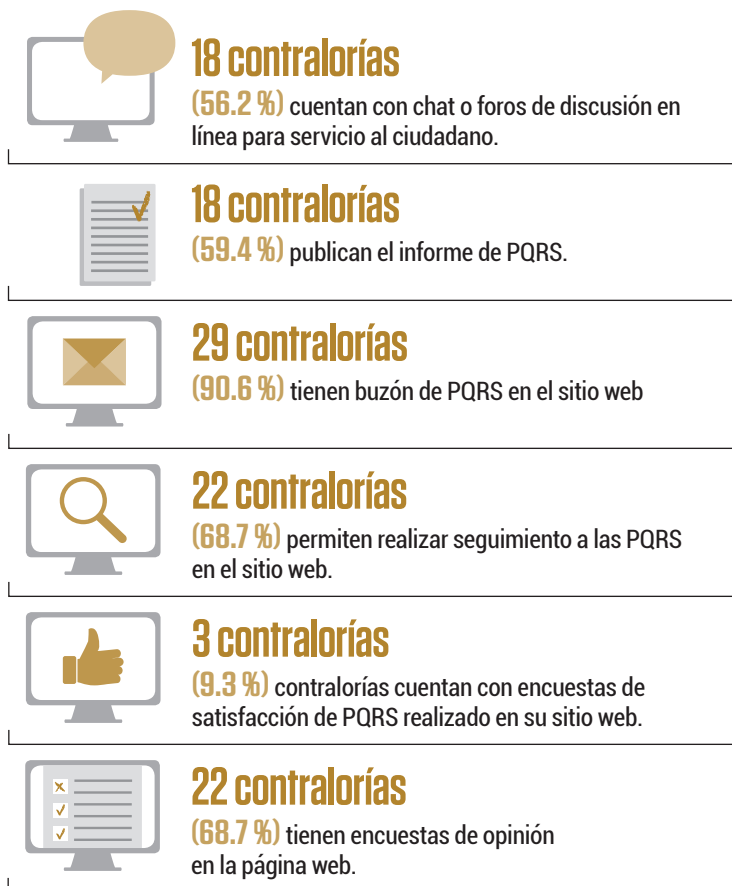 18 contralorías
(56.2 %) cuentan con chat o foros de discusión en
línea para servicio al ciudadano.
18 contralorías
(59.4 %) publican el informe de PQRS.
29 contralorías
(90.6 %) tienen buzón de PQRS en el sitio web
22 contralorías
(68.7 %) permiten realizar seguimiento a las PQRS
en el sitio web.
3 contralorías
(9.3 %) contralorías cuentan con encuestas de
satisfacción de PQRS realizado en su sitio web.
22 contralorías
(68.7 %) tienen encuestas de opinión
en la página web.